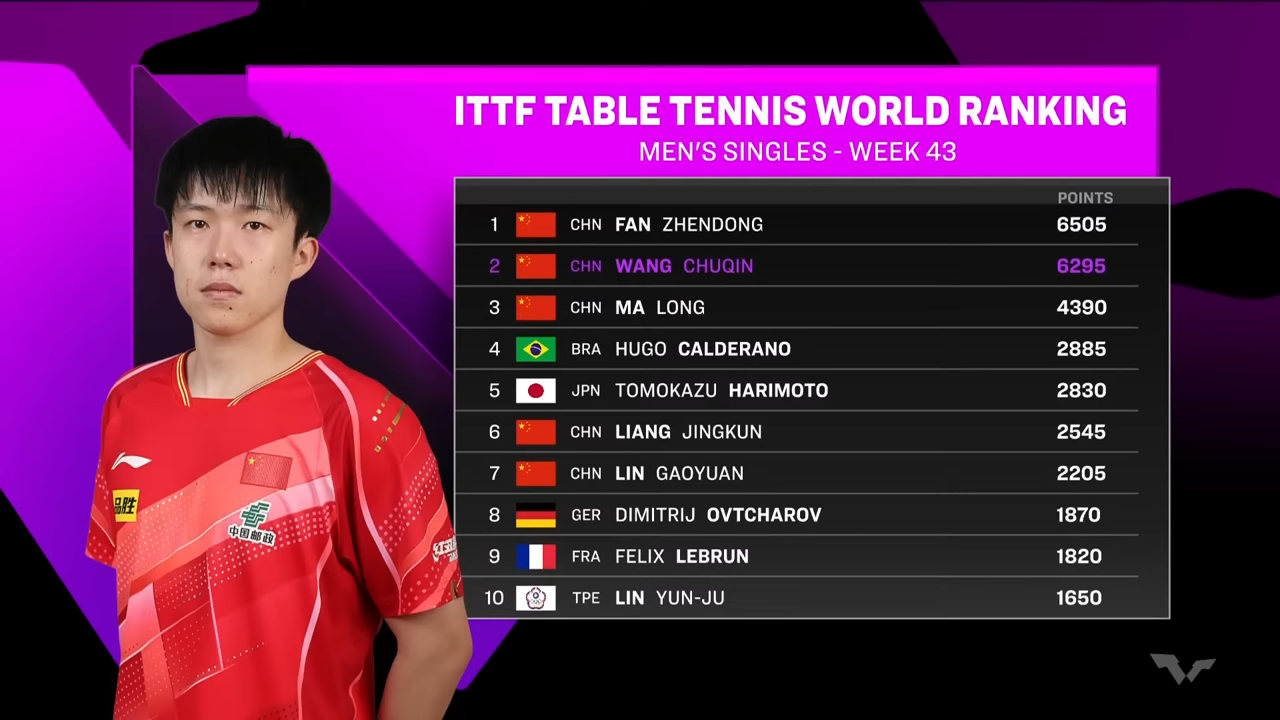 ITTF TABLE TENNIS WORLD RANKING
MEN'S SINGLES - WEEK 43
POINTS
1 CHN FAN ZHENDONG 6505
2 CHN WANG CHUQIN 6295
3 CHN MA LONG 4390
4 BRA HUGO CALDERANO 2885
5 JPN TOMOKAZU HARIMOTO 2830
6 CHN LIANG JINGKUN 2545
7 CHN LIN GAOYUAN 2205
8 GER DIMITRIJ OVTCHAROV 1870
9 FRA FELIX LEBRUN 1820
10 TPE LIN YUN-JU 1650
品胜
中国邮政